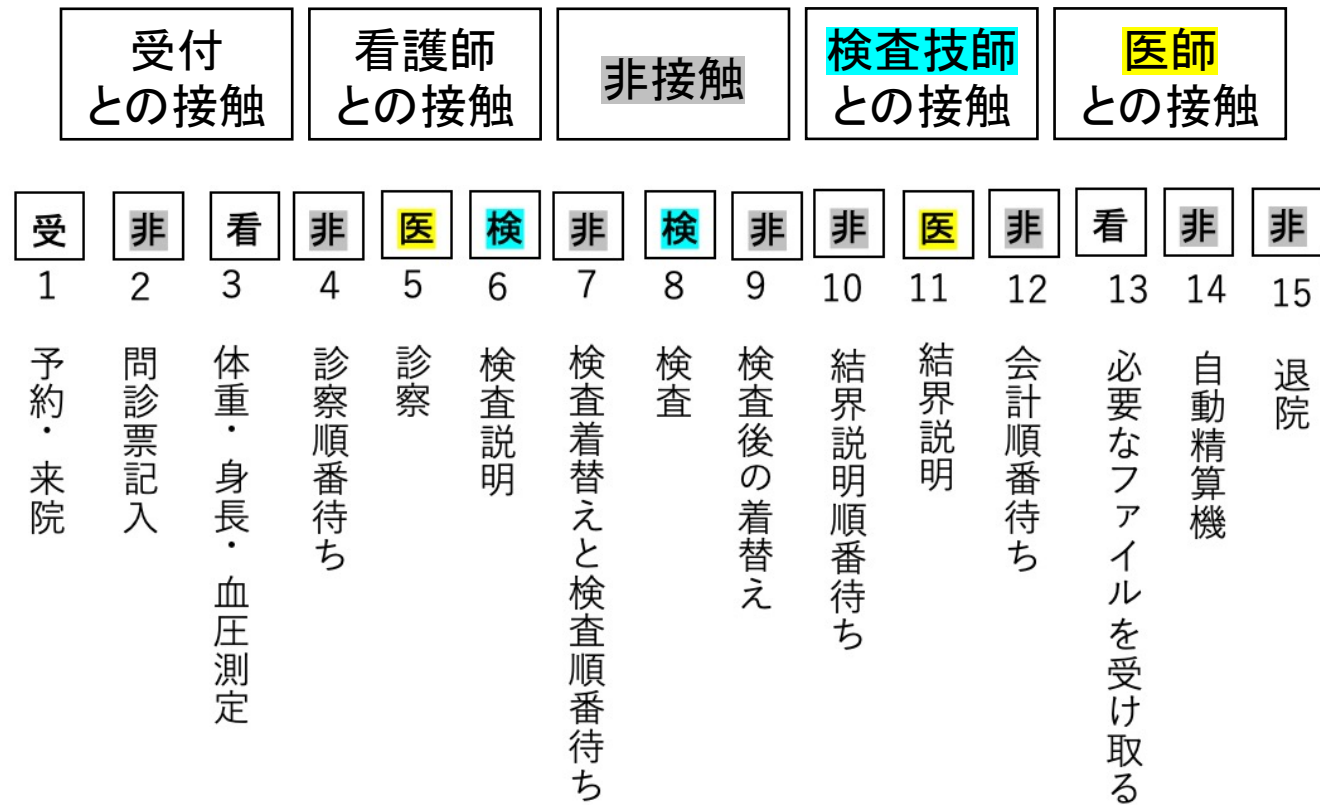 受付
との接触
看護師
との接触
非接触
検査技師
との接触
医師
との接触
受 非 看 非 医 検 非 検 非 非 医 非 看 非 非
1 2 3 4 5 6 7 8 9 10 11 12 13 14 15
予約・来院
問診票記入
体重・身長・血圧測定
診察順番待ち
診察
検査説明
検査着替えと検査順番待ち
検査
検査後の着替え
結界説明順番待ち
結界説明
会計順番待ち
必要なファイルを受け取る
自動精算機
退院